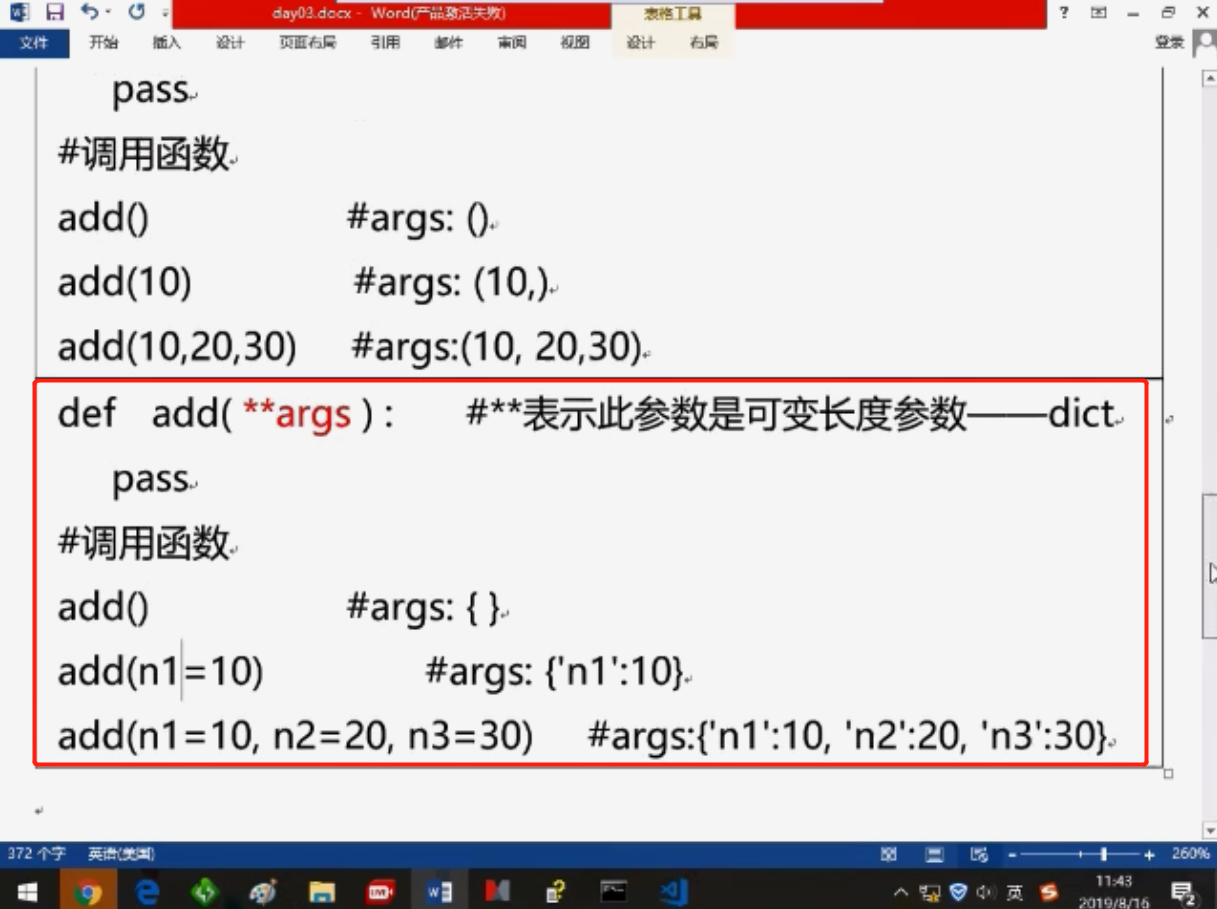 day03.docx - Word(产品激活失败)
表格工具
?
文件 开始 插入 设计 页面布局 引用 邮件 审阅 视图 设计 布局 登录
pass
#调用函数
add() #args: ()
add(10) #args: (10,)
add(10,20,30) #args:(10, 20,30)
def add( **args ) : #**表示此参数是可变长度参数——dict
pass
#调用函数
add() #args: { }
add(n1=10) #args: {'n1':10}
add(n1=10, n2=20, n3=30) #args:{'n1':10, 'n2':20, 'n3':30}
372 个字 英语(美国) 260%
英
11:43
2019/8/16
2